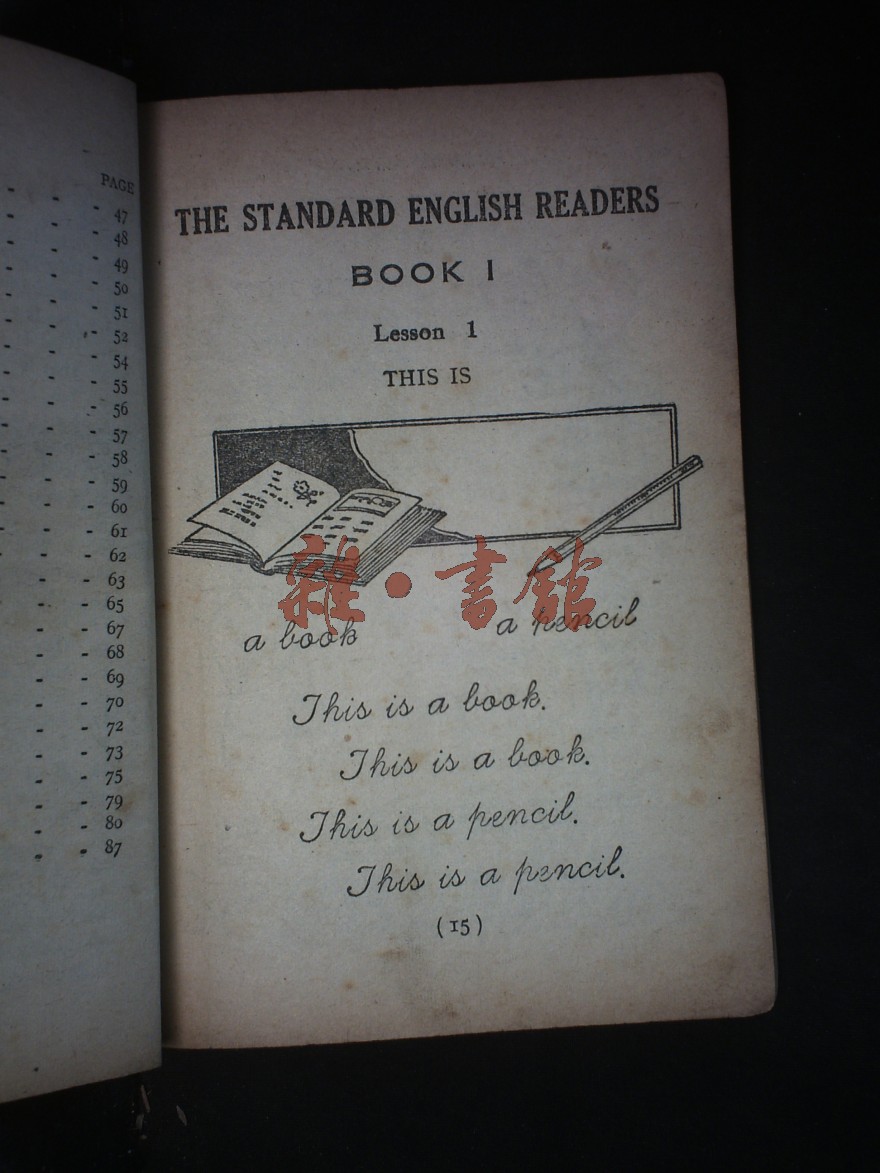 PAGE
- - 47
- - - 48
- - - 49
- - - 50
- - - 51
- - - 52
- - - 54
- - - 55
- - - 56
- - - 57
- - - 58
- - - 59
- - - 60
- - - 61
- - - 62
- - - 63
- - - 65
- - 67
- - 68
- - 69
- - 70
- - 72
- - 73
- - 75
- - 79
- - 80
- - 87
THE STANDARD ENGLISH READERS
BOOK I
Lesson 1
THIS IS
雜·書館
a book a pencil
This is a book.
This is a book.
This is a pencil.
This is a pencil.
(15)